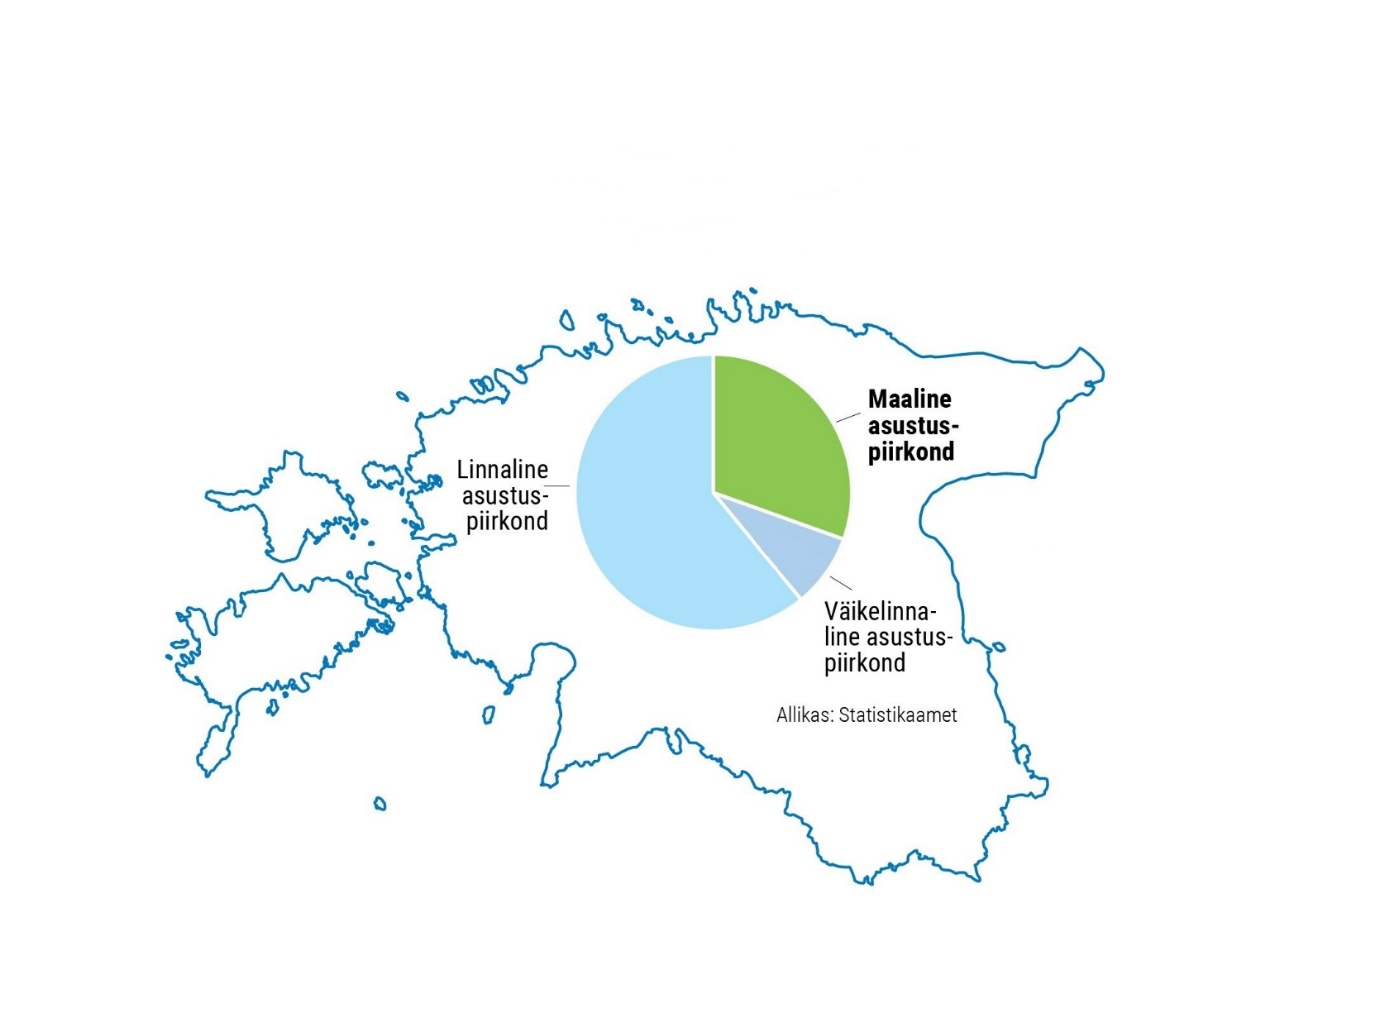 Maaline
asustus-
piirkond
Linnaline
asustus-
piirkond
Väikelinna-
line asustus-
piirkond
Allikas: Statistikaamet